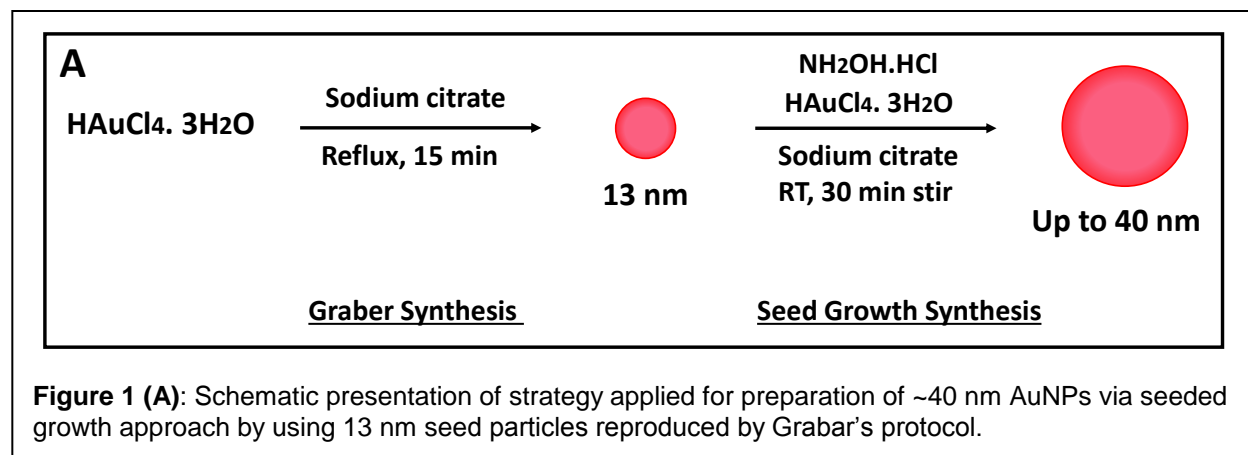 A
HAuCl4. 3H2O
Sodium citrate
Reflux, 15 min
13 nm
NH2OH.HCl
HAuCl4. 3H2O
Sodium citrate
RT, 30 min stir
Up to 40 nm
Graber Synthesis
Seed Growth Synthesis
Figure 1 (A): Schematic presentation of strategy applied for preparation of ~40 nm AuNPs via seeded
growth approach by using 13 nm seed particles reproduced by Grabar’s protocol.